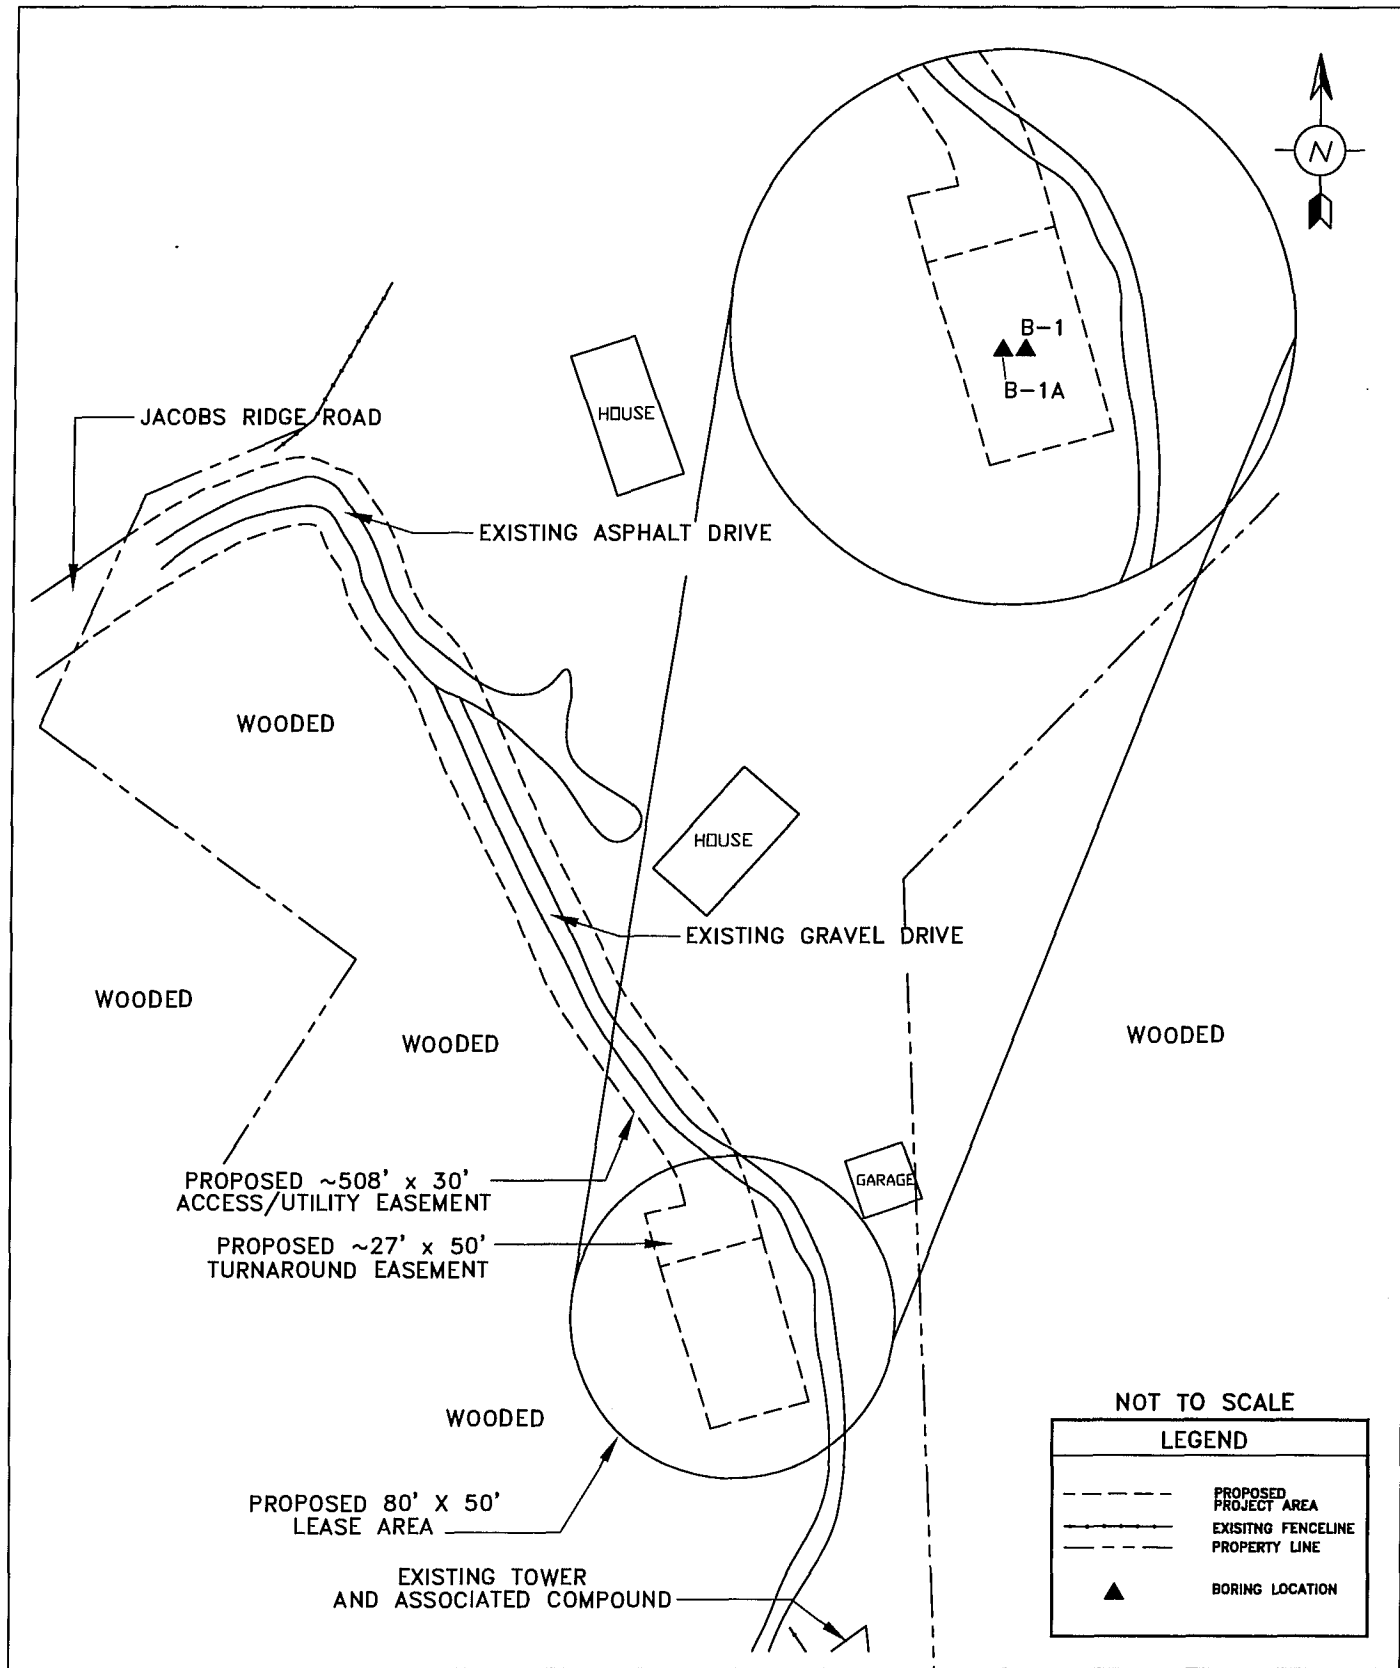 N
B-1
B-1A
JACOBS RIDGE ROAD
HOUSE
EXISTING ASPHALT DRIVE
WOODED
HOUSE
EXISTING GRAVEL DRIVE
WOODED
WOODED
WOODED
PROPOSED ~508' x 30'
ACCESS/UTILITY EASEMENT
GARAGE
PROPOSED ~27' x 50'
TURNAROUND EASEMENT
WOODED
PROPOSED 80' X 50'
LEASE AREA
EXISTING TOWER
AND ASSOCIATED COMPOUND
NOT TO SCALE
LEGEND
PROPOSED
PROJECT AREA
EXISITNG FENCELINE
PROPERTY LINE
BORING LOCATION